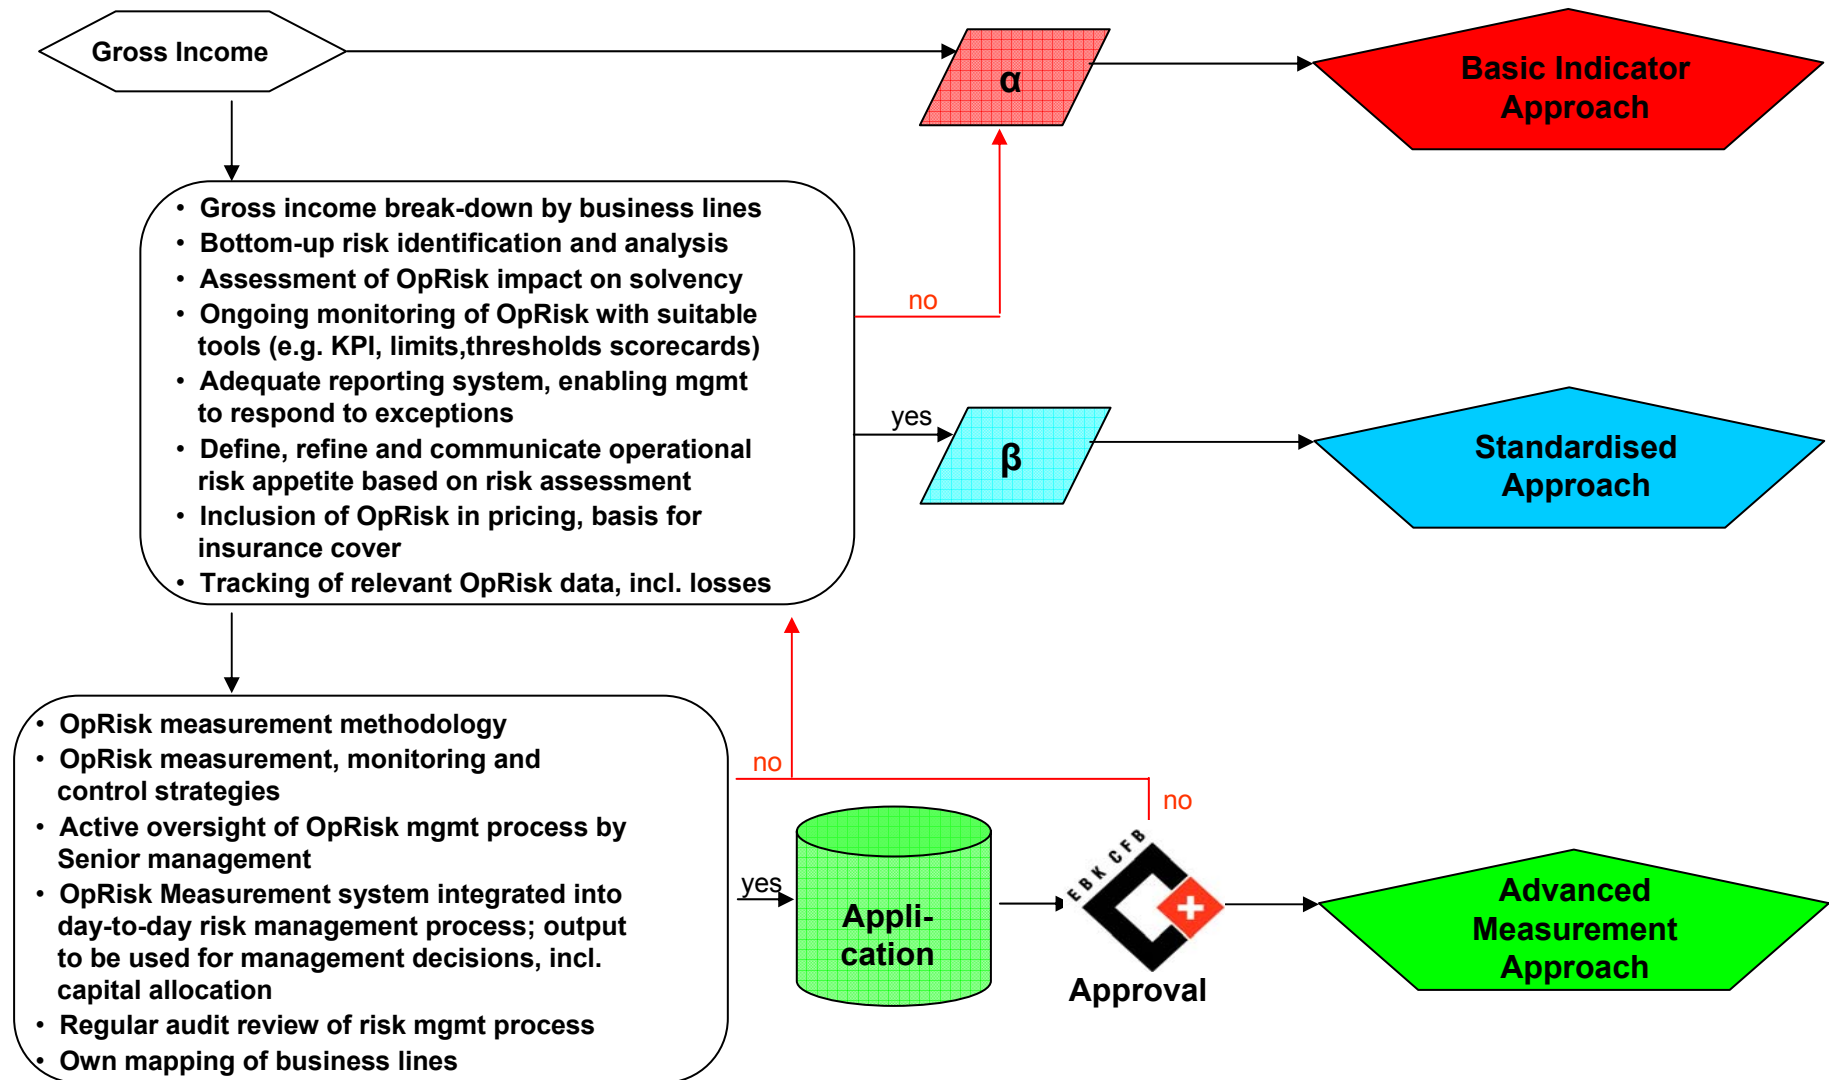 Gross Income
α
Basic Indicator
Approach
• Gross income break-down by business lines
• Bottom-up risk identification and analysis
• Assessment of OpRisk impact on solvency
• Ongoing monitoring of OpRisk with suitable
tools (e.g. KPI, limits,thresholds scorecards)
• Adequate reporting system, enabling mgmt
to respond to exceptions
• Define, refine and communicate operational
risk appetite based on risk assessment
• Inclusion of OpRisk in pricing, basis for
insurance cover
• Tracking of relevant OpRisk data, incl. losses
no
yes
β
Standardised
Approach
• OpRisk measurement methodology
• OpRisk measurement, monitoring and
control strategies
• Active oversight of OpRisk mgmt process by
Senior management
• OpRisk Measurement system integrated into
day-to-day risk management process; output
to be used for management decisions, incl.
capital allocation
• Regular audit review of risk mgmt process
• Own mapping of business lines
no
no
yes
Appli-
cation
EBK CFB
Approval
Advanced
Measurement
Approach